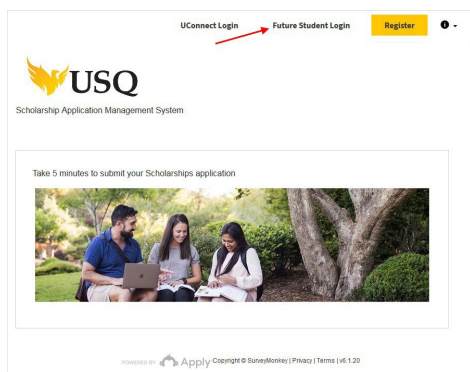 UConnect Login Future Student Login Register
USQ
Scholarship Application Management System
Take 5 minutes to submit your Scholarships application
POWERED BY Apply Copyright © SurveyMonkey | Privacy | Terms | v6.1.20